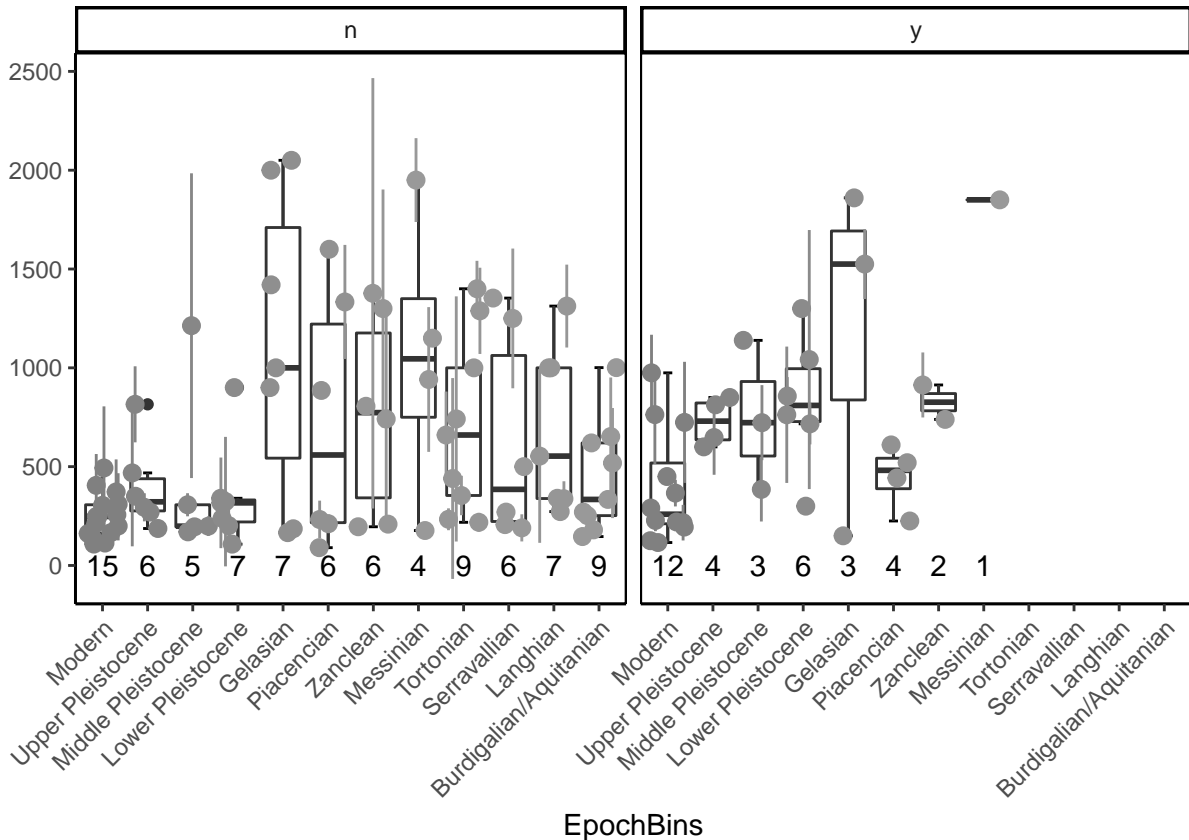 n
y
2500
2000
1500
1000
500
0
15 6 5 7 7 6 6 4 9 6 7 9
12 4 3 6 3 4 2 1
Modern
Upper Pleistocene
Middle Pleistocene
Lower Pleistocene
Gelasian
Piacencian
Zanclean
Messinian
Tortonian
Serravallian
Langhian
Burdigalian/Aquitanian
Modern
Upper Pleistocene
Middle Pleistocene
Lower Pleistocene
Gelasian
Piacencian
Zanclean
Messinian
Tortonian
Serravallian
Langhian
Burdigalian/Aquitanian
EpochBins